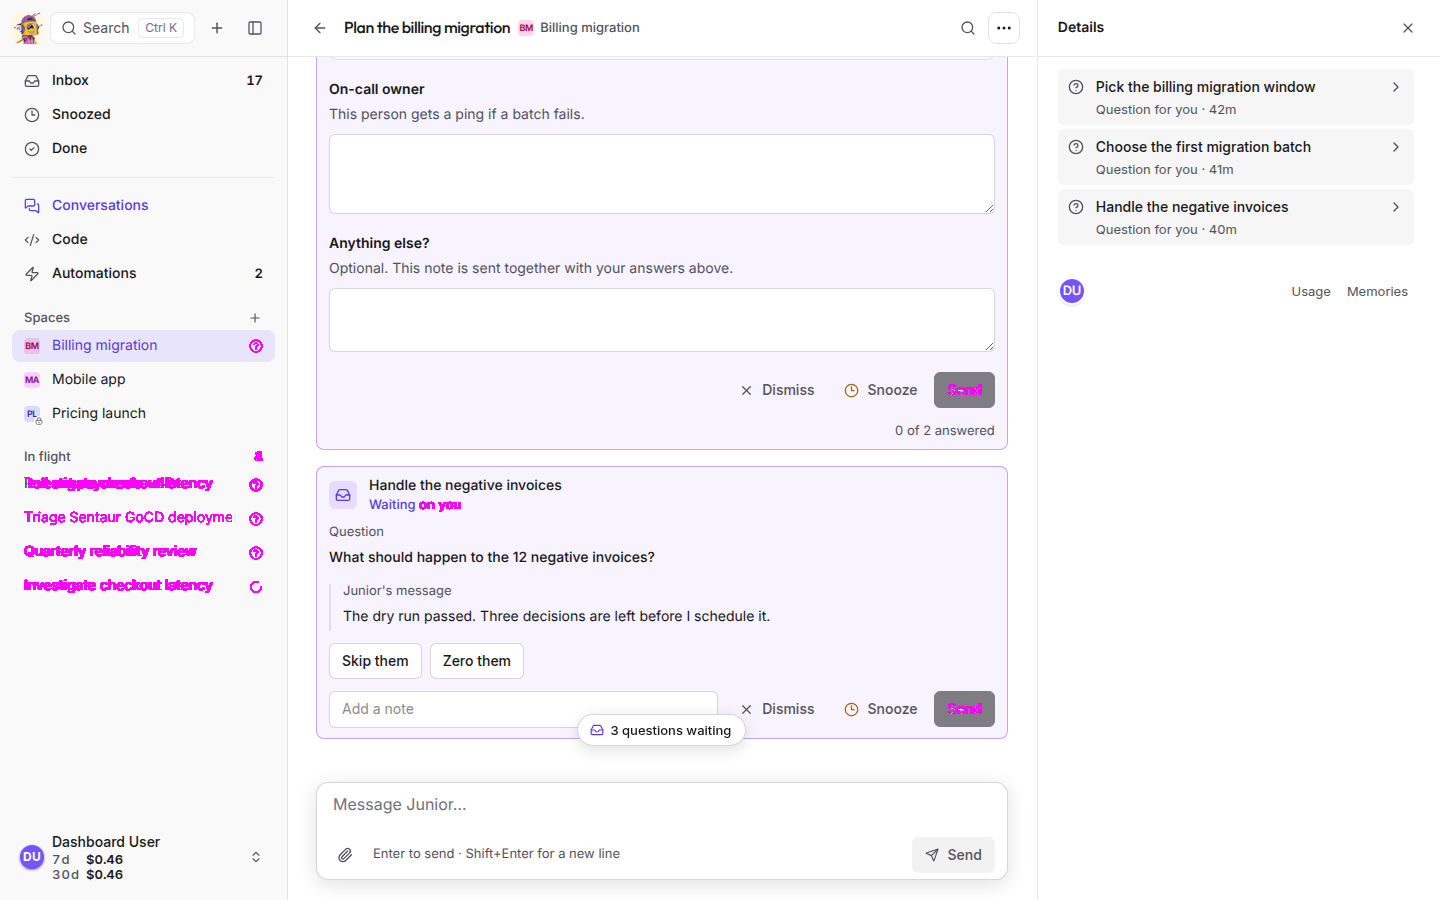 Search Ctrl K
Inbox 17
Snoozed
Done
Conversations
Code
Automations 2
Spaces
BM Billing migration
MA Mobile app
PL Pricing launch
In flight
Triage Sentaur GoCD deployme
Quarterly reliability review
Investigate checkout latency
DU Dashboard User
7d $0.46
30d $0.46
Plan the billing migration BM Billing migration
On-call owner
This person gets a ping if a batch fails.
Anything else?
Optional. This note is sent together with your answers above.
Dismiss Snooze Send
0 of 2 answered
Handle the negative invoices
Waiting on you
Question
What should happen to the 12 negative invoices?
Junior's message
The dry run passed. Three decisions are left before I schedule it.
Skip them Zero them
Add a note Dismiss Snooze Send
3 questions waiting
Message Junior...
Enter to send · Shift+Enter for a new line Send
Details
Pick the billing migration window
Question for you · 42m
Choose the first migration batch
Question for you · 41m
Handle the negative invoices
Question for you · 40m
DU Usage Memories